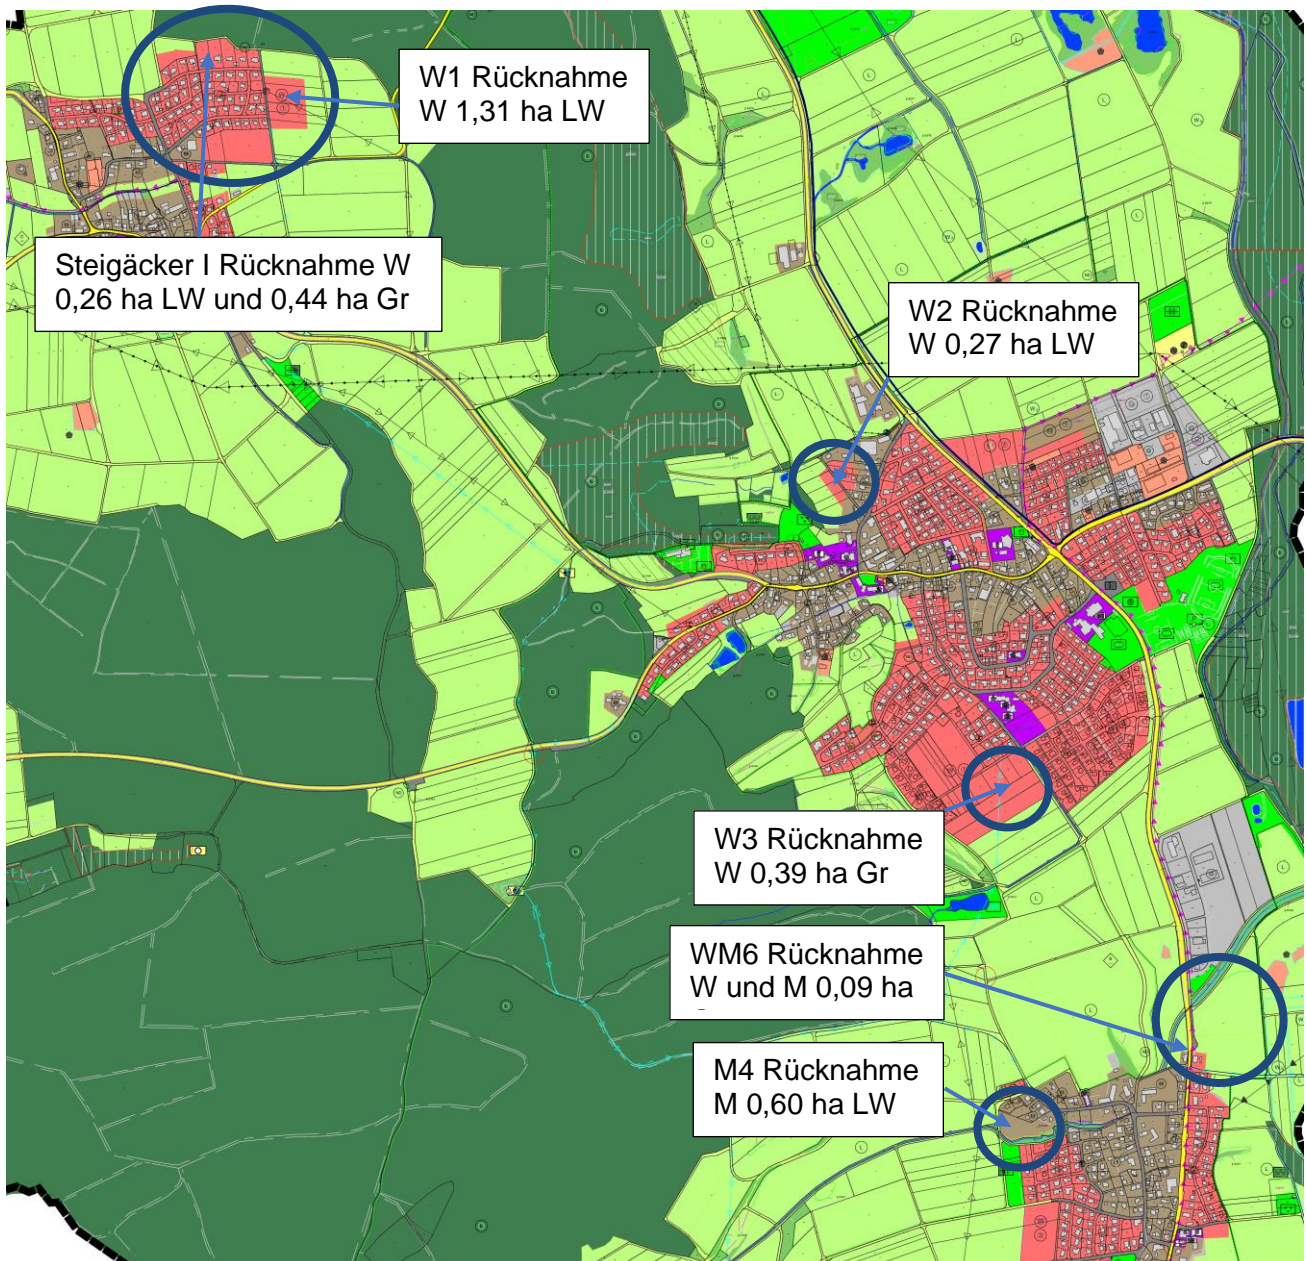 W1 Rücknahme
W 1,31 ha LW
Steigäcker I Rücknahme W
0,26 ha LW und 0,44 ha Gr
W2 Rücknahme
W 0,27 ha LW
W3 Rücknahme
W 0,39 ha Gr
WM6 Rücknahme
W und M 0,09 ha
M4 Rücknahme
M 0,60 ha LW